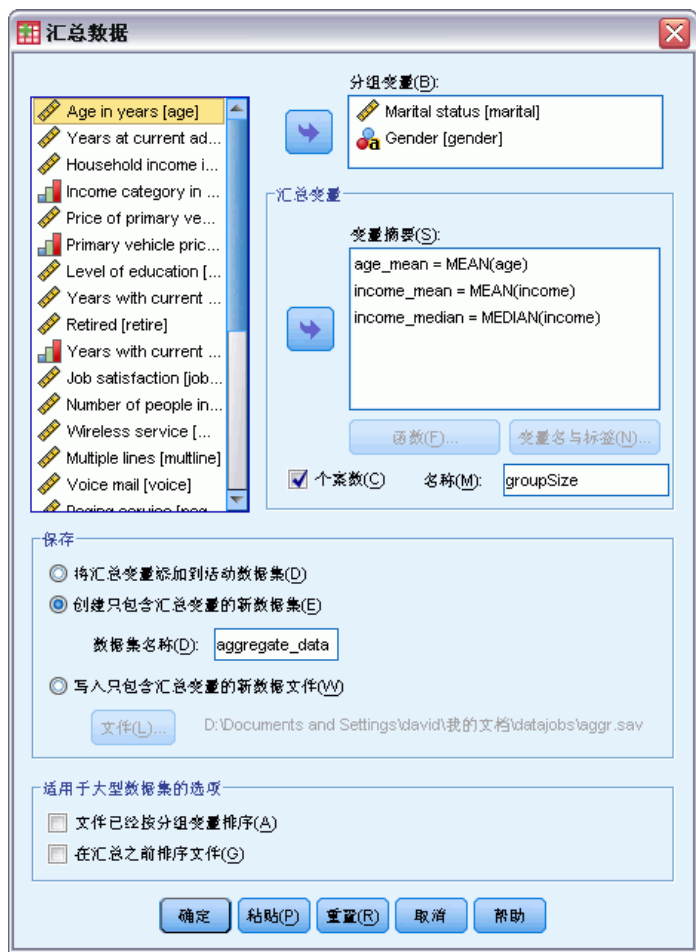 汇总数据
分组变量(B):
Age in years [age]
Years at current ad...
Household income i...
Income category in ...
Price of primary ve...
Primary vehicle pric...
Level of education [...
Years with current ...
Retired [retire]
Years with current ...
Job satisfaction [job...
Number of people in...
Wireless service [...
Multiple lines [multline]
Voice mail [voice]
Paging service [pag...
Marital status [marital]
Gender [gender]
汇总变量
变量摘要(S):
age_mean = MEAN(age)
income_mean = MEAN(income)
income_median = MEDIAN(income)
函数(F)... 变量名与标签(N)...
个案数(C) 名称(M): groupSize
保存
将汇总变量添加到活动数据集(D)
创建只包含汇总变量的新数据集(E)
数据集名称(D): aggregate_data
写入只包含汇总变量的新数据文件(W)
文件(L)... D:\Documents and Settings\david\我的文档\datajobs\aggr.sav
适用于大型数据集的选项
文件已经按分组变量排序(A)
在汇总之前排序文件(G)
确定 粘贴(P) 重置(R) 取消 帮助